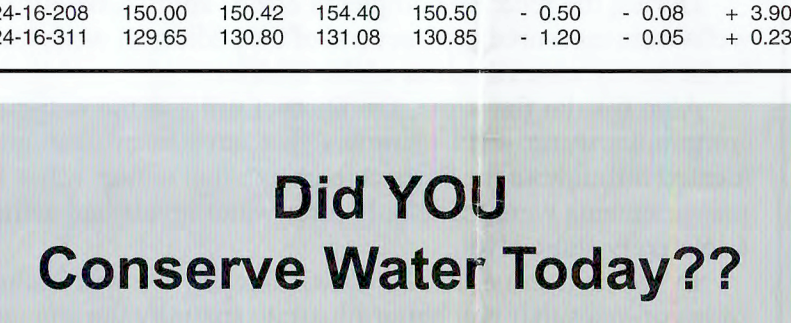 24-16-208 150.00 150.42 154.40 150.50 - 0.50 - 0.08 + 3.90
24-16-311 129.65 130.80 131.08 130.85 - 1.20 - 0.05 + 0.23
Did YOU
Conserve Water Today??